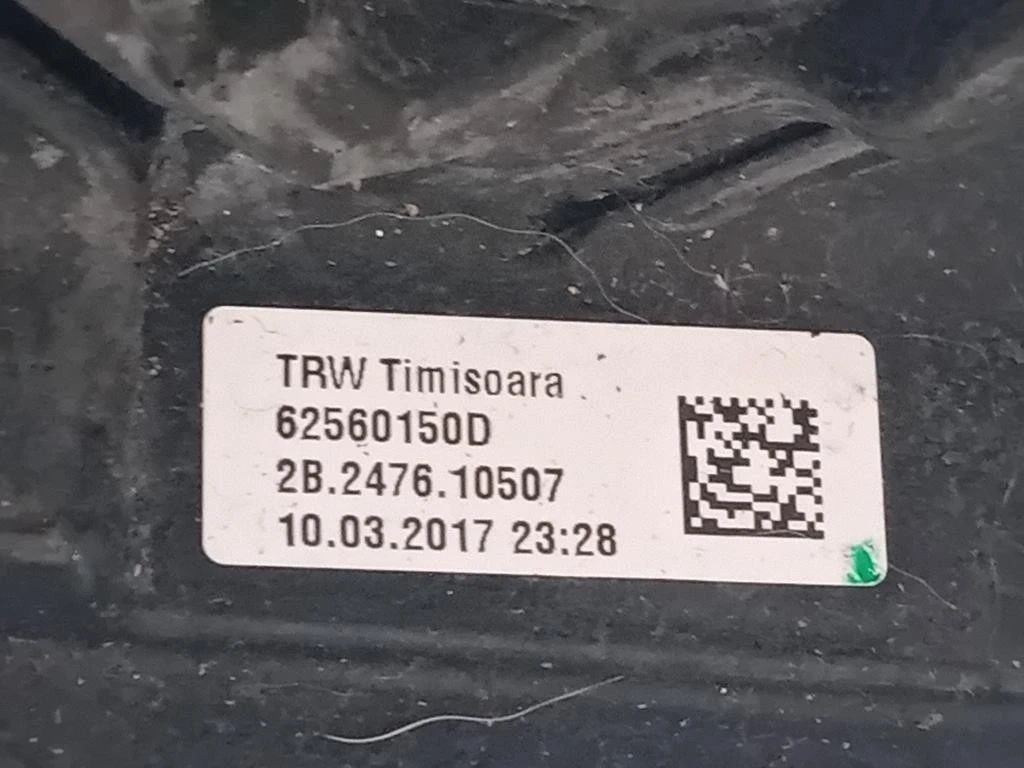 TRW Timisoara
62560150D
2B.2476.10507
10.03.2017 23:28